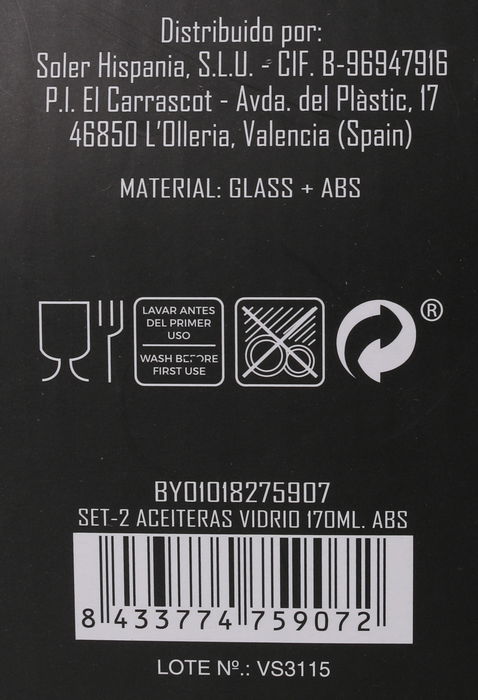 Distribuido por:
Soler Hispania, S.L.U. - CIF. B-96947916
P.I. El Carrascot - Avda. del Plàstic, 17
46850 L'Olleria, Valencia (Spain)
MATERIAL: GLASS + ABS
LAVAR ANTES
DEL PRIMER
USO
WASH BEFORE
FIRST USE
®
BY01018275907
SET-2 ACEITERAS VIDRIO 170ML. ABS
8 433774 759072
LOTE Nº.: VS3115